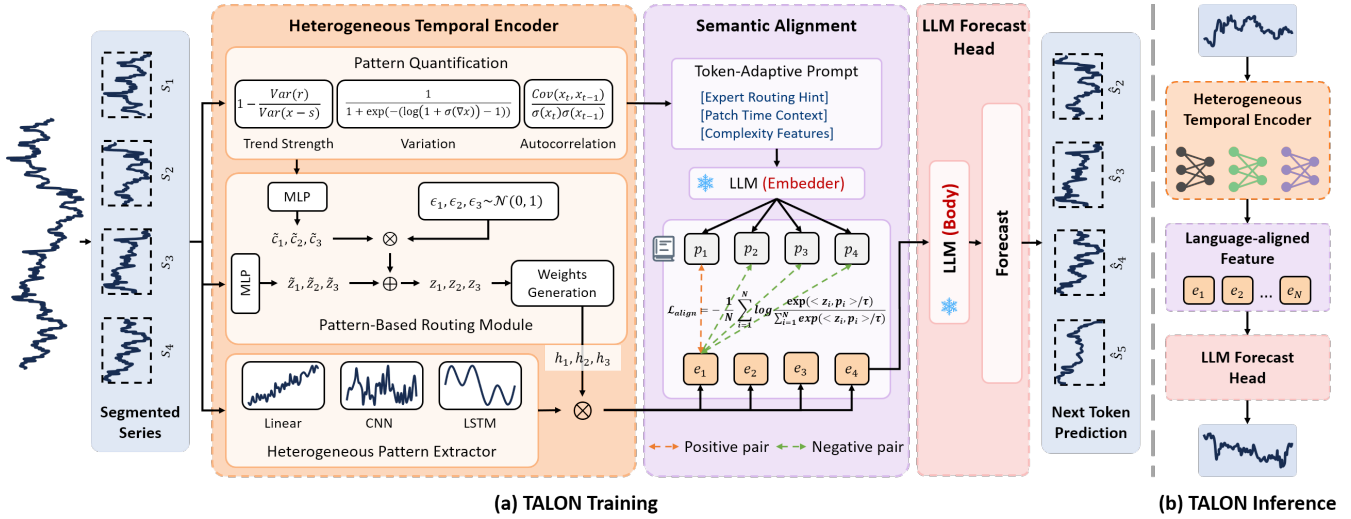 S_1
S_2
S_3
S_4
Segmented
Series
Heterogeneous Temporal Encoder
Pattern Quantification
1 - Var(r) / Var(x - s)
1 / 1 + exp(-(log(1 + σ(∇x)) - 1))
Cov(x_t, x_{t-1}) / σ(x_t)σ(x_{t-1})
Trend Strength
Variation
Autocorrelation
MLP
ϵ_1, ϵ_2, ϵ_3~𝒩(0, 1)
c̃_1, c̃_2, c̃_3
⊗
MLP
z̃_1, z̃_2, z̃_3
⊕
z_1, z_2, z_3
Weights
Generation
Pattern-Based Routing Module
h_1, h_2, h_3
Linear
CNN
LSTM
⊗
Heterogeneous Pattern Extractor
Semantic Alignment
Token-Adaptive Prompt
[Expert Routing Hint]
[Patch Time Context]
[Complexity Features]
LLM (Embedder)
p_1
p_2
p_3
p_4
ℒ_align = - 1/N ∑_{i=1}^{N} log exp(< z_i, p_i >/τ) / ∑_{i=1}^{N} exp(< z_i, p_i >/τ)
e_1
e_2
e_3
e_4
Positive pair
Negative pair
LLM Forecast
Head
LLM (Body)
Forecast
Ŝ_2
Ŝ_3
Ŝ_4
Ŝ_5
Next Token
Prediction
(a) TALON Training
Heterogeneous
Temporal Encoder
Language-aligned
Feature
e_1
e_2
...
e_N
LLM Forecast
Head
(b) TALON Inference